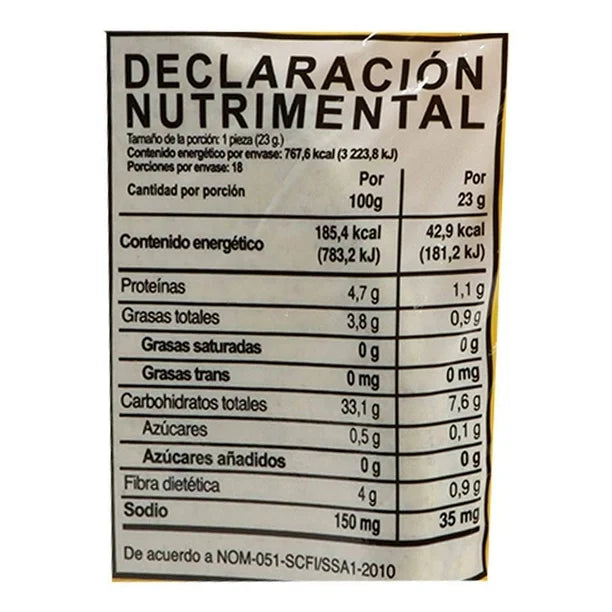 DECLARACIÓN
NUTRIMENTAL
Tamaño de la porción: 1 pieza (23 g.)
Contenido energético por envase: 767,6 kcal (3 223,8 kJ)
Porciones por envase: 18
Cantidad por porción Por 100g Por 23 g
Contenido energético 185,4 kcal (783,2 kJ) 42,9 kcal (181,2 kJ)
Proteínas 4,7 g 1,1 g
Grasas totales 3,8 g 0,9 g
Grasas saturadas 0 g 0 g
Grasas trans 0 mg 0 mg
Carbohidratos totales 33,1 g 7,6 g
Azúcares 0,5 g 0,1 g
Azúcares añadidos 0 g 0 g
Fibra dietética 4 g 0,9 g
Sodio 150 mg 35 mg
De acuerdo a NOM-051-SCFI/SSA1-2010